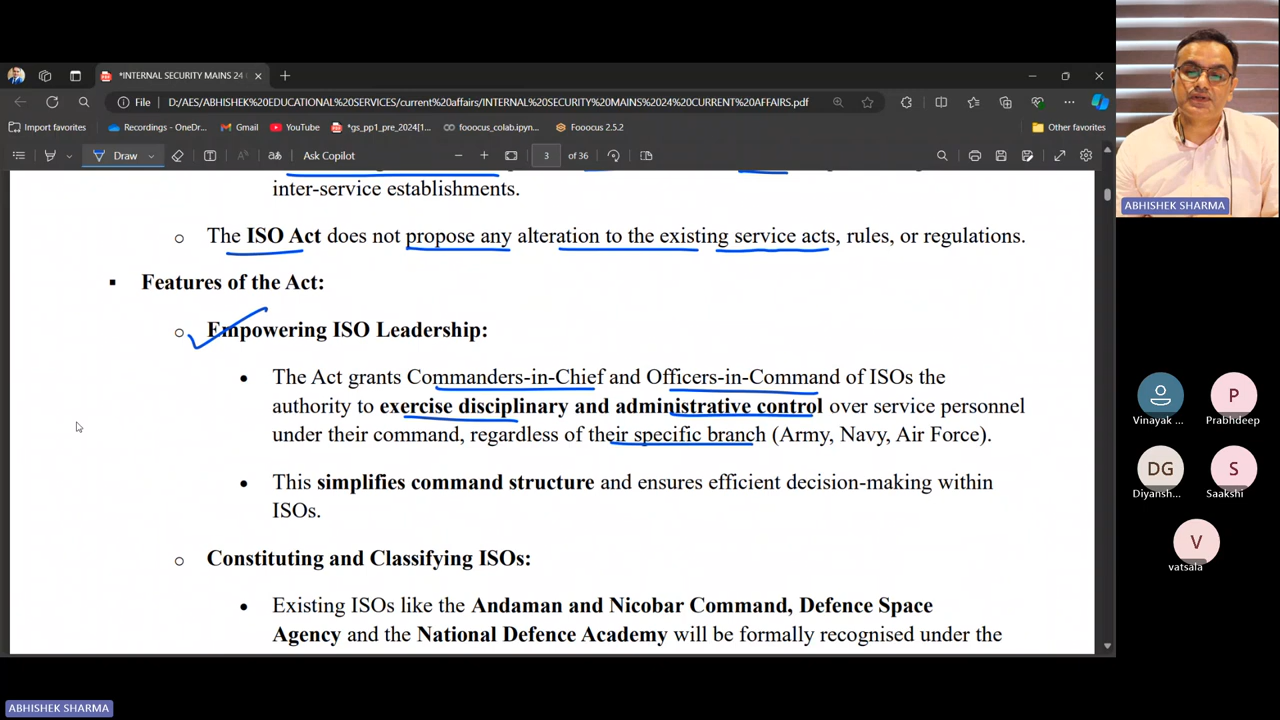 *INTERNAL SECURITY MAINS 24
File
D:/AES/ABHISHEK%20EDUCATIONAL%20SERVICES/current%20affairs/INTERNAL%20SECURITY%20MAINS%202024%20CURRENT%20AFFAIRS.pdf
Import favorites
Recordings - OneDr...
Gmail
YouTube
*gs_pp1_pre_2024[1...
foooocus_colab.ipyn...
Fooocus 2.5.2
Other favorites
Draw
Ask Copilot
3 of 36
inter-service establishments.
The ISO Act does not propose any alteration to the existing service acts, rules, or regulations.
Features of the Act:
Empowering ISO Leadership:
The Act grants Commanders-in-Chief and Officers-in-Command of ISOs the
authority to exercise disciplinary and administrative control over service personnel
under their command, regardless of their specific branch (Army, Navy, Air Force).
This simplifies command structure and ensures efficient decision-making within
ISOs.
Constituting and Classifying ISOs:
Existing ISOs like the Andaman and Nicobar Command, Defence Space
Agency and the National Defence Academy will be formally recognised under the
ABHISHEK SHARMA
Vinayak ...
P
Prabhdeep
DG
Diyansh...
S
Saakshi
V
vatsala
ABHISHEK SHARMA